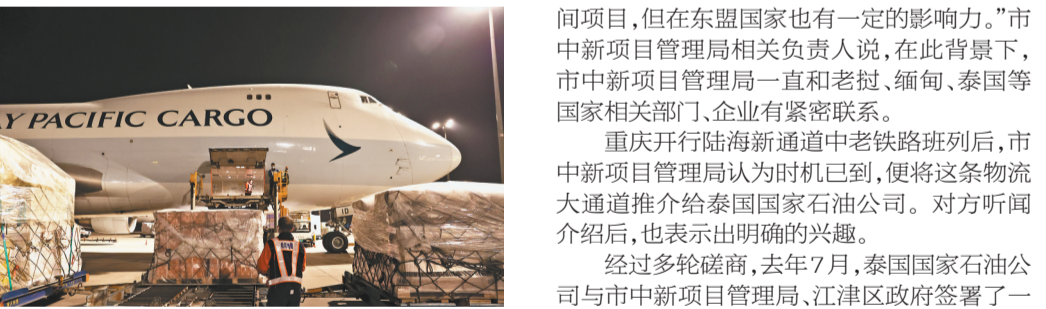 Y PACIFIC CARGO
间项目,但在东盟国家也有一定的影响力。”市
中新项目管理局相关负责人说,在此背景下,
市中新项目管理局一直和老挝、缅甸、泰国等
国家相关部门、企业有紧密联系。
重庆开行陆海新通道中老铁路班列后,市
中新项目管理局认为时机已到,便将这条物流
大通道推介给泰国国家石油公司。对方听闻
介绍后,也表示出明确的兴趣。
经过多轮磋商,去年7月,泰国国家石油公
司与市中新项目管理局、江津区政府签署了一